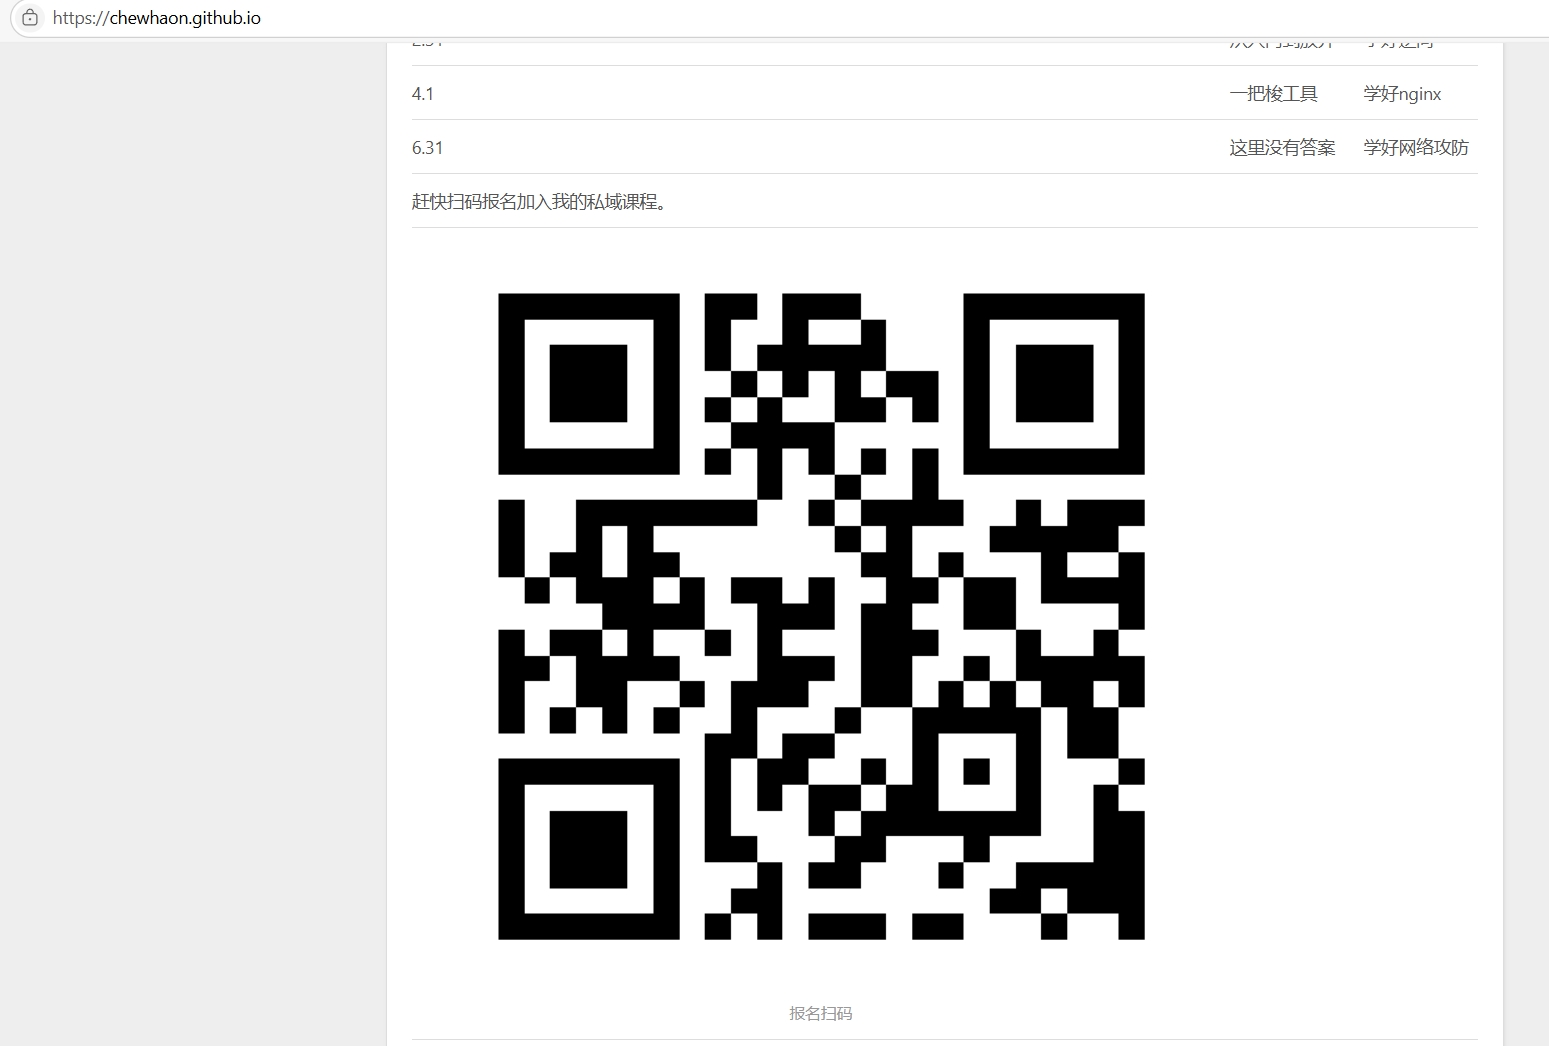 https://chewhaon.github.io
4.1 一把梭工具 学好nginx
6.31 这里没有答案 学好网络攻防
赶快扫码报名加入我的私域课程。
报名扫码